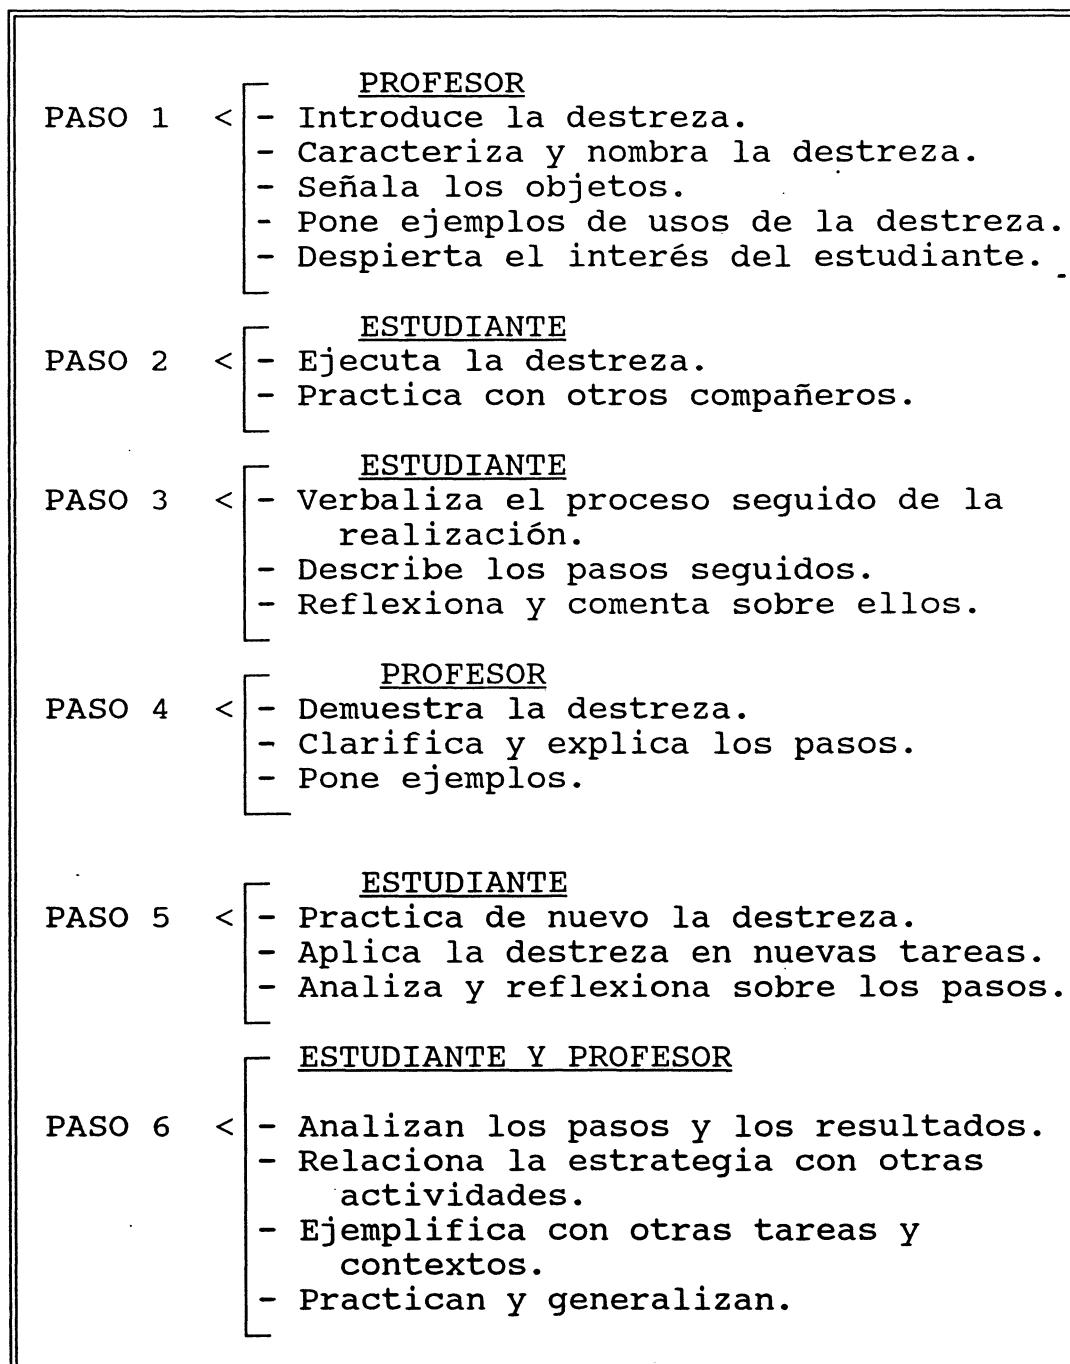 PROFESOR
PASO 1 < - Introduce la destreza.
- Caracteriza y nombra la destreza.
- Señala los objetos.
- Pone ejemplos de usos de la destreza.
- Despierta el interés del estudiante.
ESTUDIANTE
PASO 2 < - Ejecuta la destreza.
- Practica con otros compañeros.
ESTUDIANTE
PASO 3 < - Verbaliza el proceso seguido de la
realización.
- Describe los pasos seguidos.
- Reflexiona y comenta sobre ellos.
PROFESOR
PASO 4 < - Demuestra la destreza.
- Clarifica y explica los pasos.
- Pone ejemplos.
ESTUDIANTE
PASO 5 < - Practica de nuevo la destreza.
- Aplica la destreza en nuevas tareas.
- Analiza y reflexiona sobre los pasos.
ESTUDIANTE Y PROFESOR
PASO 6 < - Analizan los pasos y los resultados.
- Relaciona la estrategia con otras
actividades.
- Ejemplifica con otras tareas y
contextos.
- Practican y generalizan.